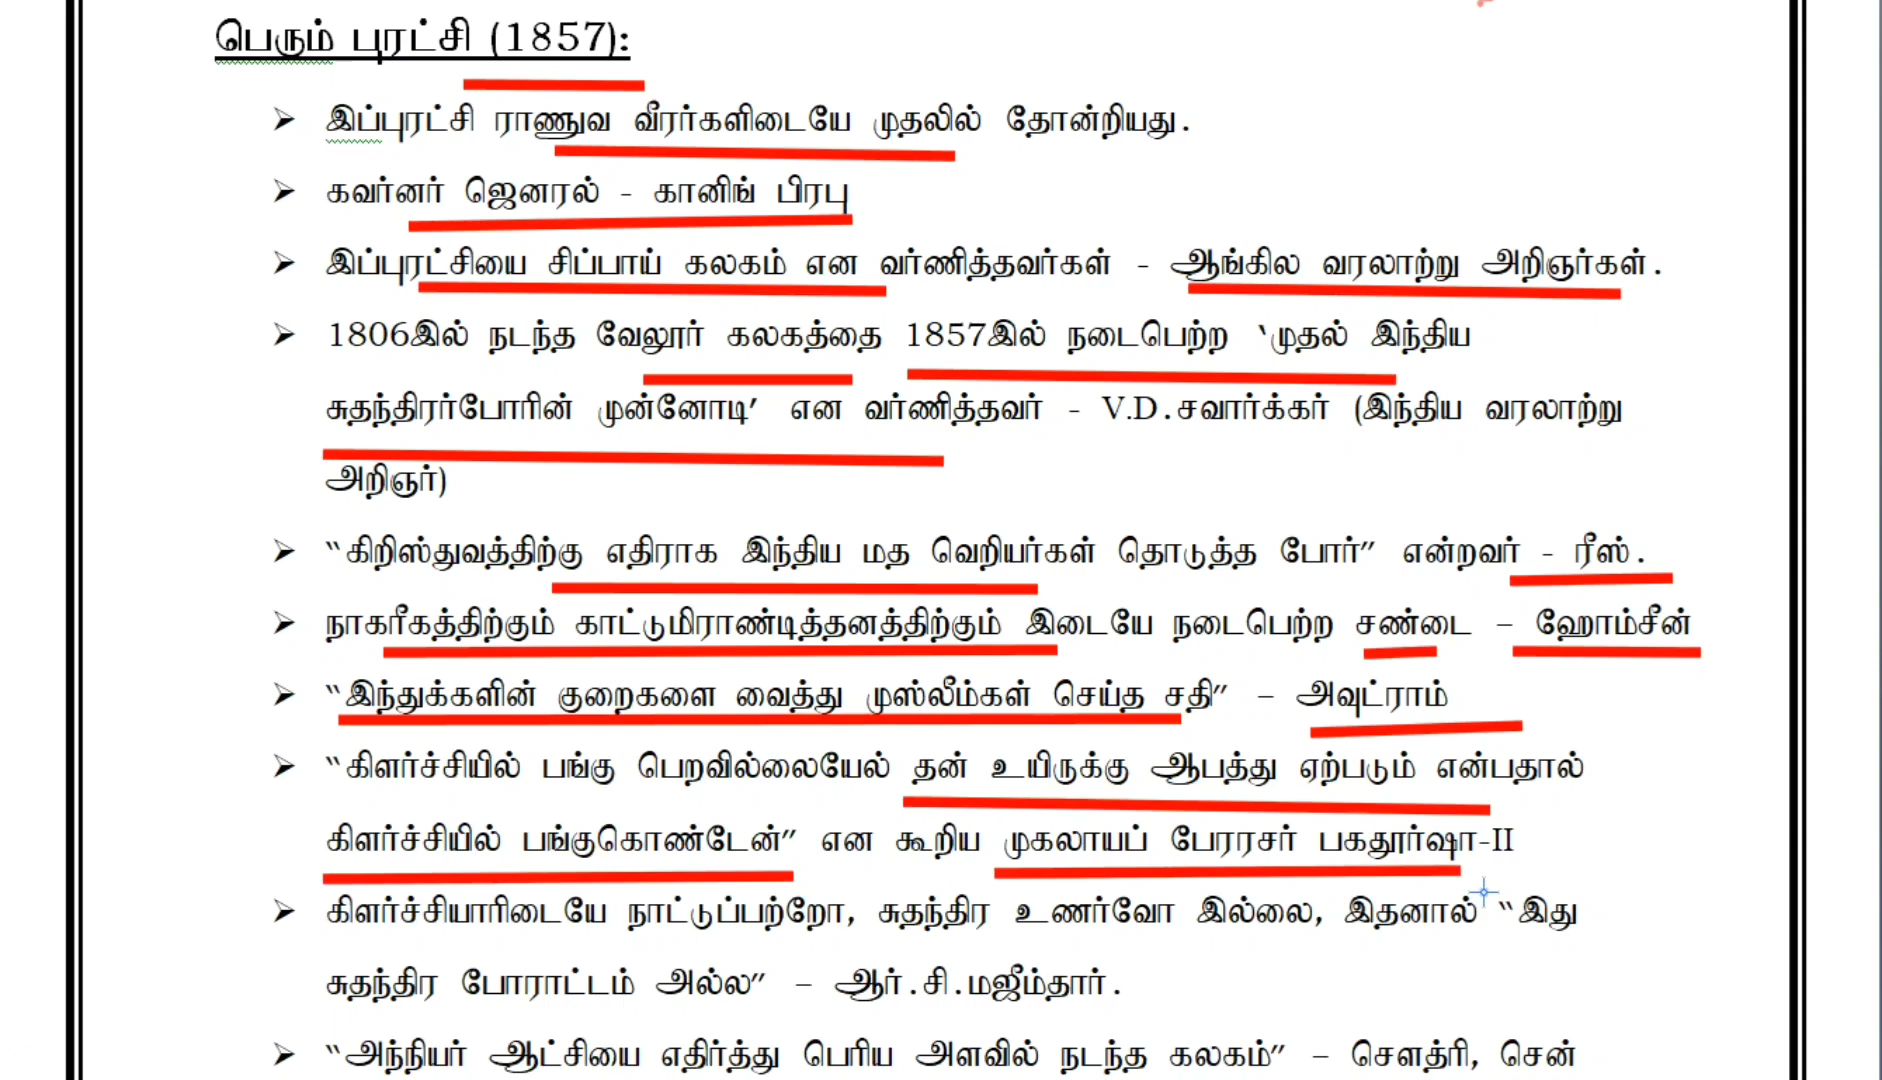 பெரும் புரட்சி (1857):
➢ இப்புரட்சி ராணுவ வீரர்களிடையே முதலில் தோன்றியது.
➢ கவர்னர் ஜெனரல் - கானிங் பிரபு
➢ இப்புரட்சியை சிப்பாய் கலகம் என வர்ணித்தவர்கள் - ஆங்கில வரலாற்று அறிஞர்கள்.
➢ 1806இல் நடந்த வேலூர் கலகத்தை 1857இல் நடைபெற்ற ‘முதல் இந்திய
சுதந்திரர்போரின் முன்னோடி’ என வர்ணித்தவர் - V.D.சவார்க்கர் (இந்திய வரலாற்று
அறிஞர்)
➢ “கிறிஸ்துவத்திற்கு எதிராக இந்திய மத வெறியர்கள் தொடுத்த போர்” என்றவர் - ரீஸ்.
➢ நாகரீகத்திற்கும் காட்டுமிராண்டித்தனத்திற்கும் இடையே நடைபெற்ற சண்டை – ஹோம்சீன்
➢ “இந்துக்களின் குறைகளை வைத்து முஸ்லீம்கள் செய்த சதி” – அவுட்ராம்
➢ “கிளர்ச்சியில் பங்கு பெறவில்லையேல் தன் உயிருக்கு ஆபத்து ஏற்படும் என்பதால்
கிளர்ச்சியில் பங்குகொண்டேன்” என கூறிய முகலாயப் பேரரசர் பகதூர்ஷா-II
➢ கிளர்ச்சியாரிடையே நாட்டுப்பற்றோ, சுதந்திர உணர்வோ இல்லை, இதனால் “இது
சுதந்திர போராட்டம் அல்ல” – ஆர்.சி.மஜீம்தார்.
➢ “அந்நியர் ஆட்சியை எதிர்த்து பெரிய அளவில் நடந்த கலகம்” – சௌத்ரி, சென்